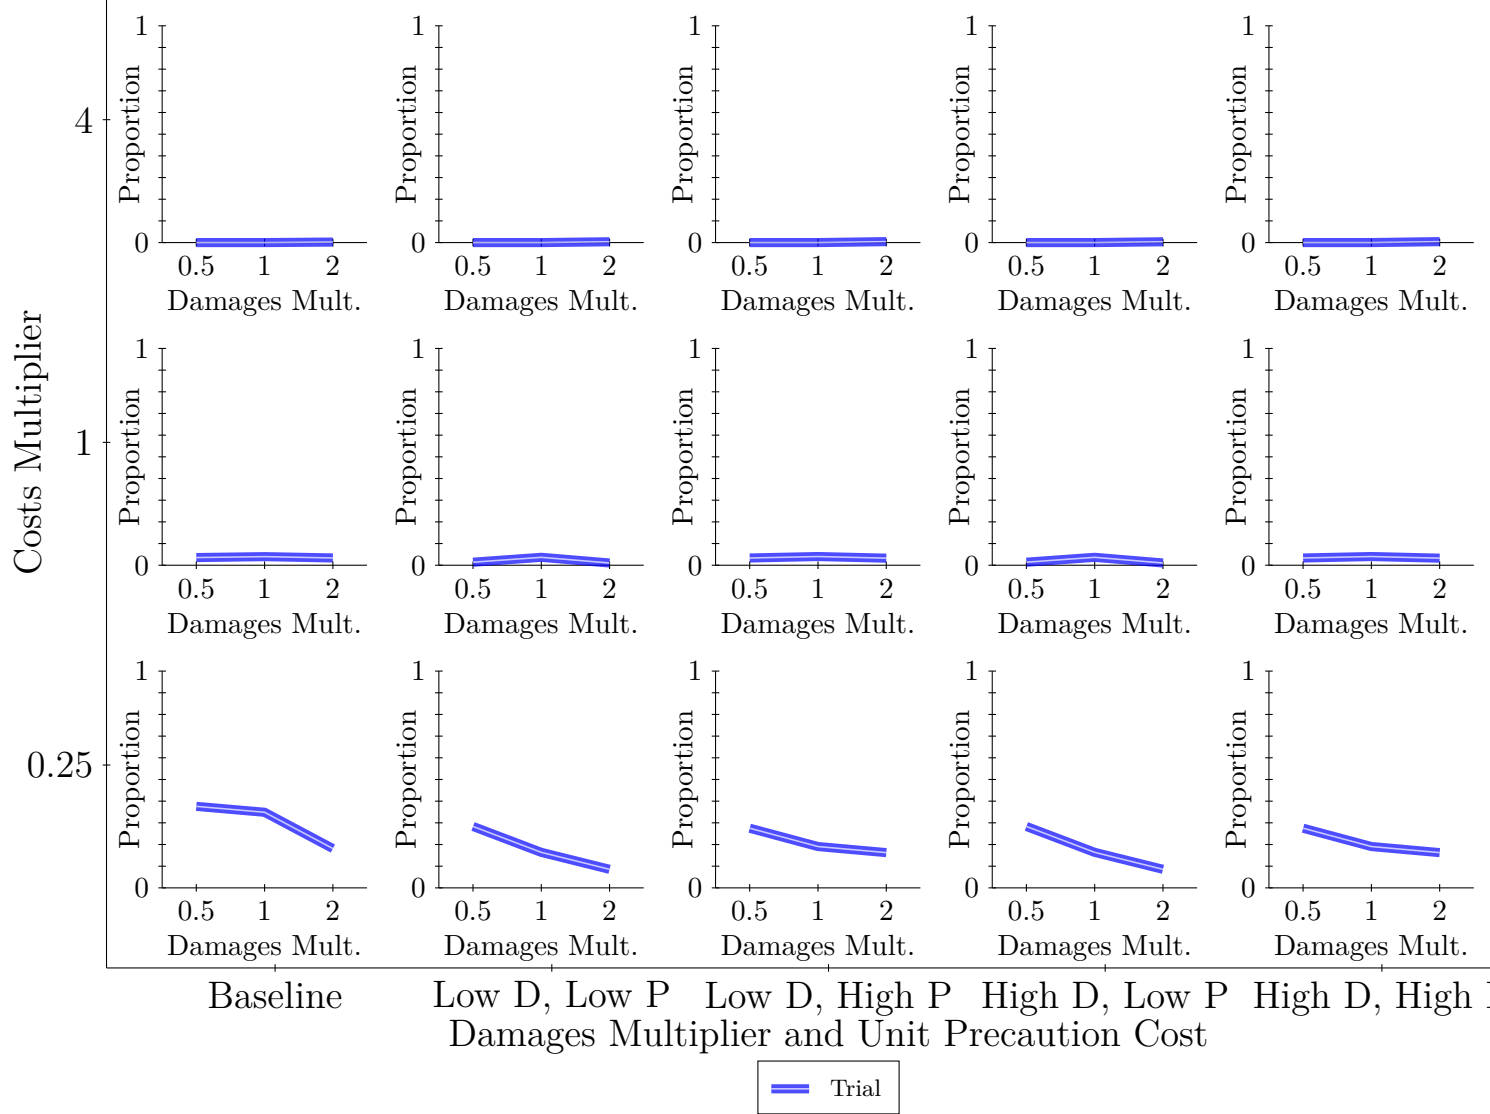 1 1 1 1 1
Proportion Proportion Proportion Proportion Proportion
4
0 0 0 0 0
0.5 1 2 0.5 1 2 0.5 1 2 0.5 1 2 0.5 1 2
Damages Mult. Damages Mult. Damages Mult. Damages Mult. Damages Mult.
Costs Multiplier
1 1 1 1 1
Proportion Proportion Proportion Proportion Proportion
1
0 0 0 0 0
0.5 1 2 0.5 1 2 0.5 1 2 0.5 1 2 0.5 1 2
Damages Mult. Damages Mult. Damages Mult. Damages Mult. Damages Mult.
1 1 1 1 1
Proportion Proportion Proportion Proportion Proportion
0.25
0 0 0 0 0
0.5 1 2 0.5 1 2 0.5 1 2 0.5 1 2 0.5 1 2
Damages Mult. Damages Mult. Damages Mult. Damages Mult. Damages Mult.
Baseline Low D, Low P Low D, High P High D, Low P High D, High
Damages Multiplier and Unit Precaution Cost
Trial